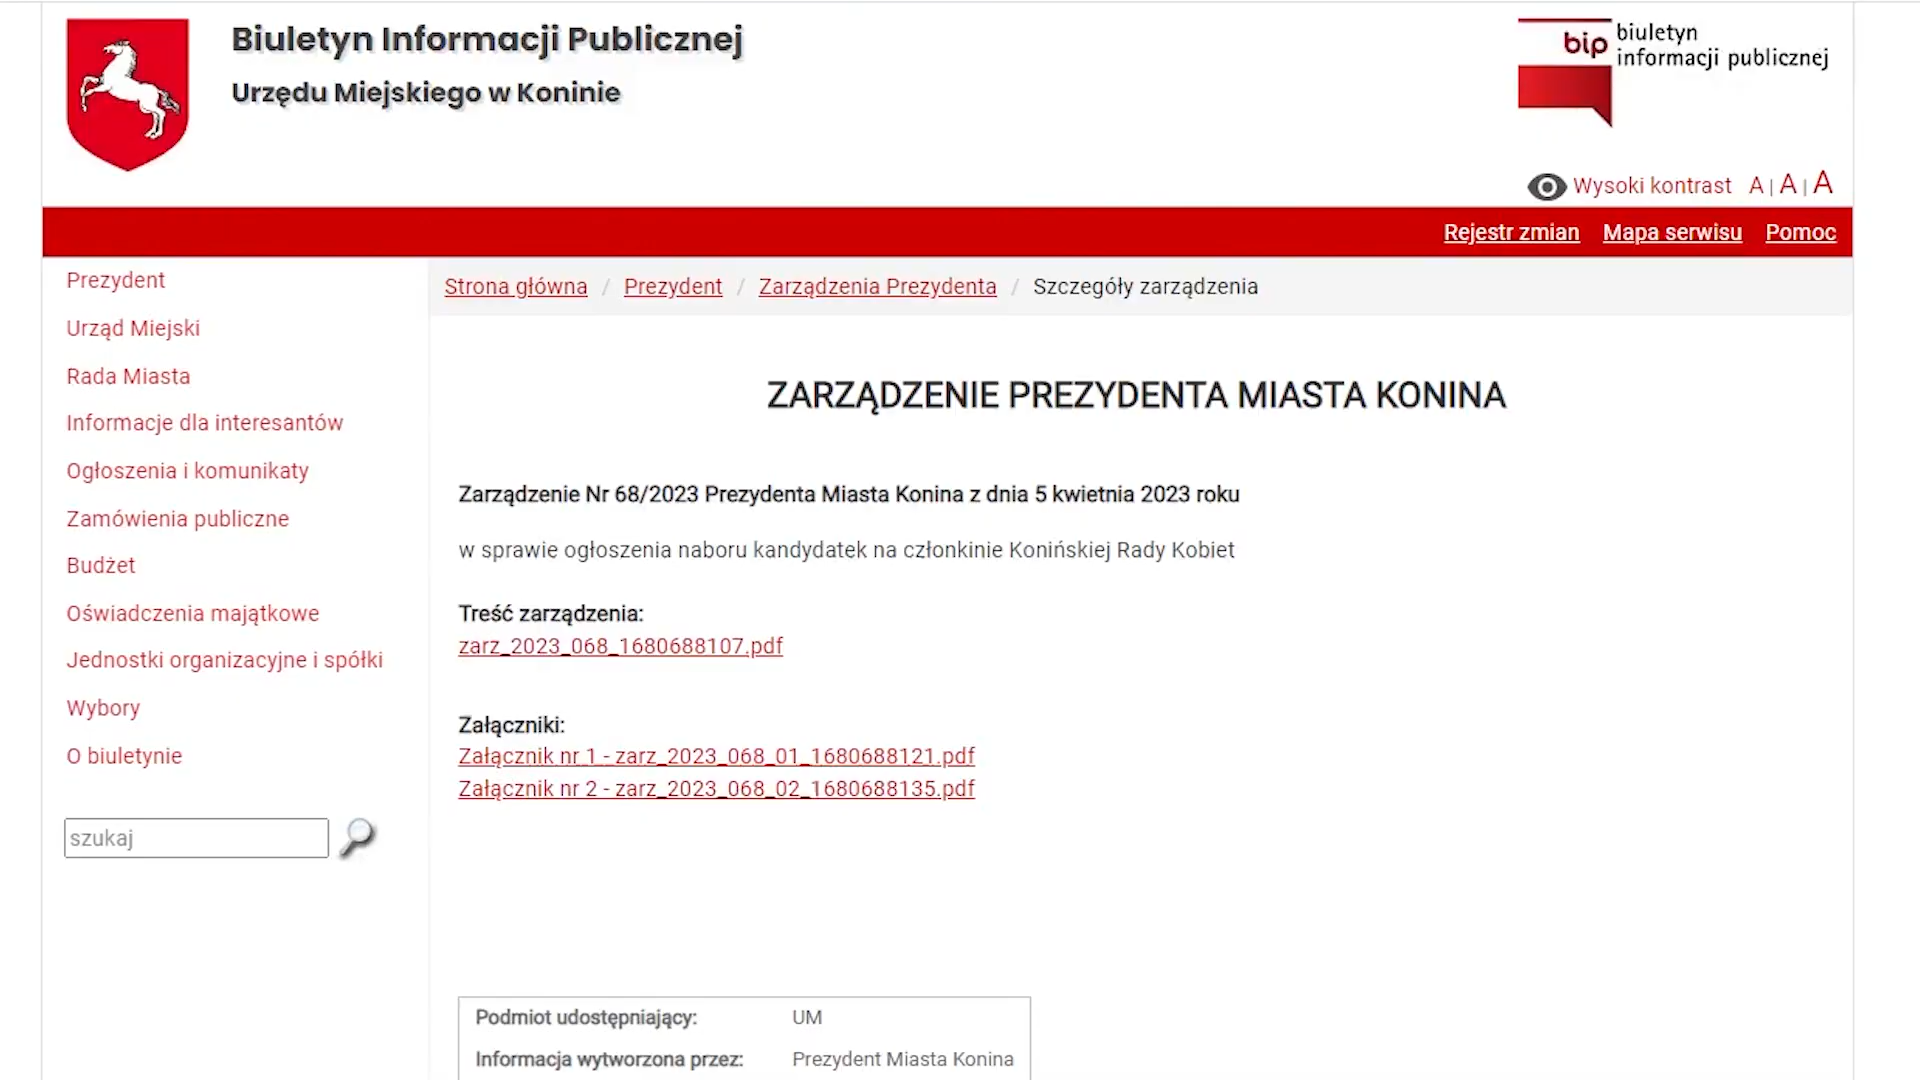 Biuletyn Informacji Publicznej
Urzędu Miejskiego w Koninie
bip
biuletyn
informacji publicznej
Wysoki kontrast A | A | A
Rejestr zmian Mapa serwisu Pomoc
Prezydent
Urząd Miejski
Rada Miasta
Informacje dla interesantów
Ogłoszenia i komunikaty
Zamówienia publiczne
Budżet
Oświadczenia majątkowe
Jednostki organizacyjne i spółki
Wybory
O biuletynie
szukaj
Strona główna / Prezydent / Zarządzenia Prezydenta / Szczegóły zarządzenia
ZARZĄDZENIE PREZYDENTA MIASTA KONINA
Zarządzenie Nr 68/2023 Prezydenta Miasta Konina z dnia 5 kwietnia 2023 roku
w sprawie ogłoszenia naboru kandydatek na członkinie Konińskiej Rady Kobiet
Treść zarządzenia:
zarz_2023_068_1680688107.pdf
Załączniki:
Załącznik nr 1 - zarz_2023_068_01_1680688121.pdf
Załącznik nr 2 - zarz_2023_068_02_1680688135.pdf
Podmiot udostępniający: UM
Informacja wytworzona przez: Prezydent Miasta Konina